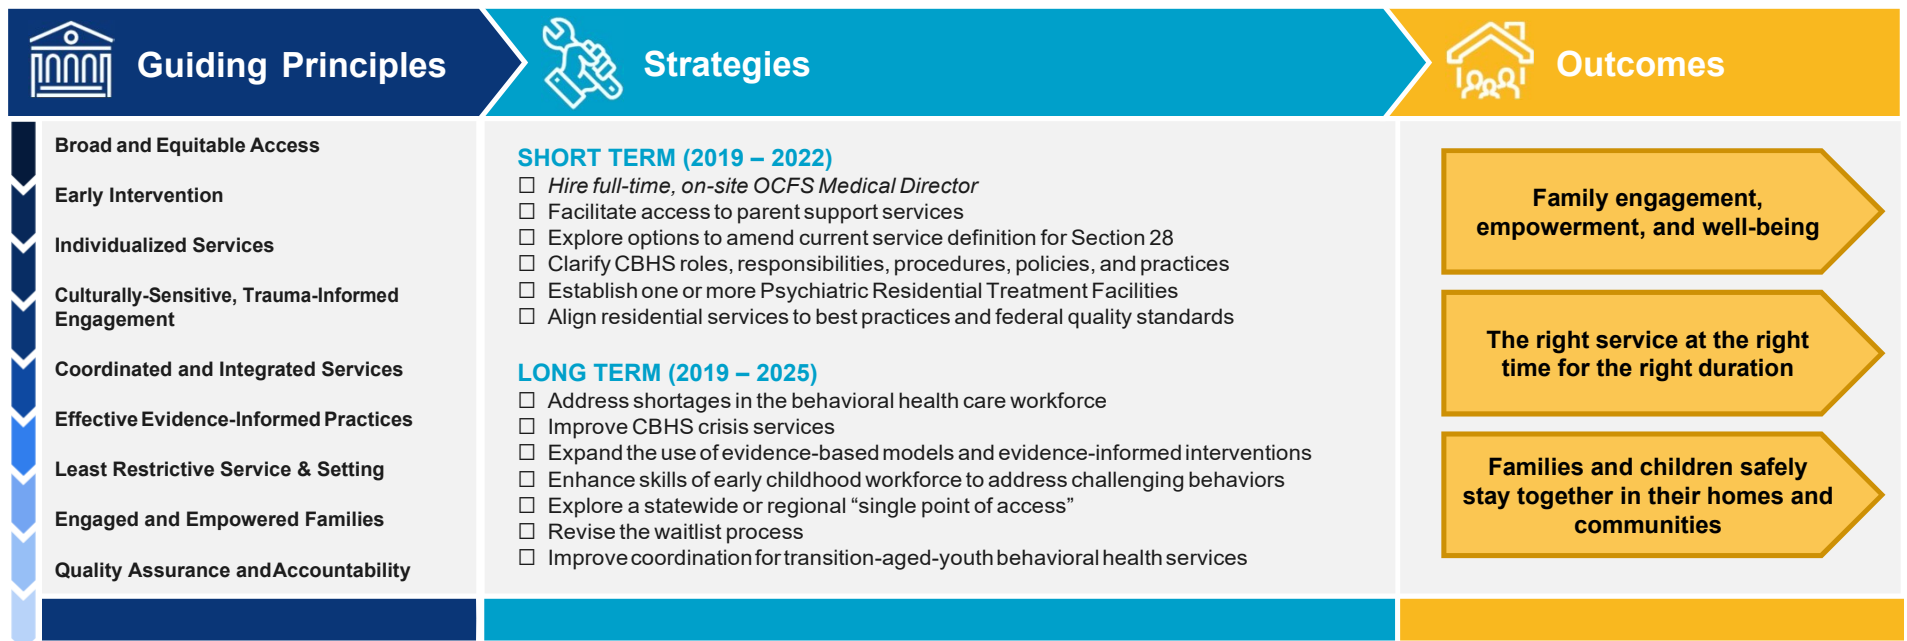 Guiding Principles
Broad and Equitable Access
Early Intervention
Individualized Services
Culturally-Sensitive, Trauma-Informed
Engagement
Coordinated and Integrated Services
Effective Evidence-Informed Practices
Least Restrictive Service & Setting
Engaged and Empowered Families
Quality Assurance and Accountability
Strategies
SHORT TERM (2019 – 2022)
☐ Hire full-time, on-site OCFS Medical Director
☐ Facilitate access to parent support services
☐ Explore options to amend current service definition for Section 28
☐ Clarify CBHS roles, responsibilities, procedures, policies, and practices
☐ Establish one or more Psychiatric Residential Treatment Facilities
☐ Align residential services to best practices and federal quality standards
LONG TERM (2019 – 2025)
☐ Address shortages in the behavioral health care workforce
☐ Improve CBHS crisis services
☐ Expand the use of evidence-based models and evidence-informed interventions
☐ Enhance skills of early childhood workforce to address challenging behaviors
☐ Explore a statewide or regional “single point of access”
☐ Revise the waitlist process
☐ Improve coordination for transition-aged-youth behavioral health services
Outcomes
Family engagement,
empowerment, and well-being
The right service at the right
time for the right duration
Families and children safely
stay together in their homes and
communities